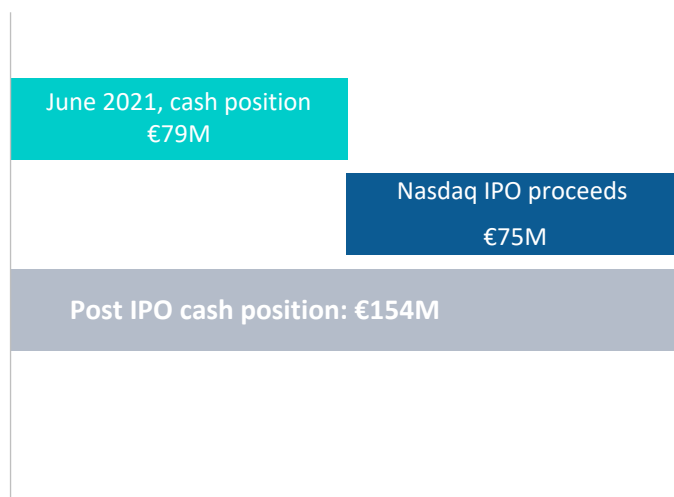 June 2021, cash position
€79M
Nasdaq IPO proceeds
€75M
Post IPO cash position: €154M